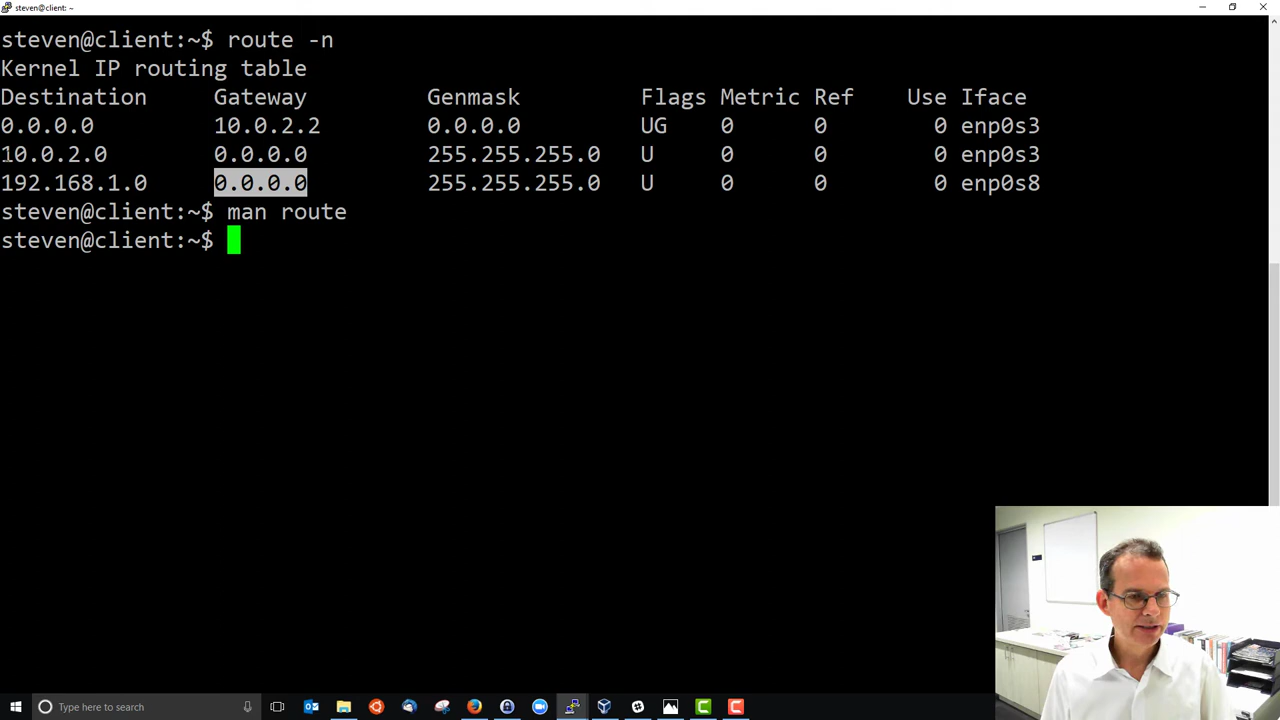 steven@client: ~
steven@client:~$ route -n
Kernel IP routing table
Destination Gateway Genmask Flags Metric Ref Use Iface
0.0.0.0 10.0.2.2 0.0.0.0 UG 0 0 0 enp0s3
10.0.2.0 0.0.0.0 255.255.255.0 U 0 0 0 enp0s3
192.168.1.0 0.0.0.0 255.255.255.0 U 0 0 0 enp0s8
steven@client:~$ man route
steven@client:~$
Type here to search